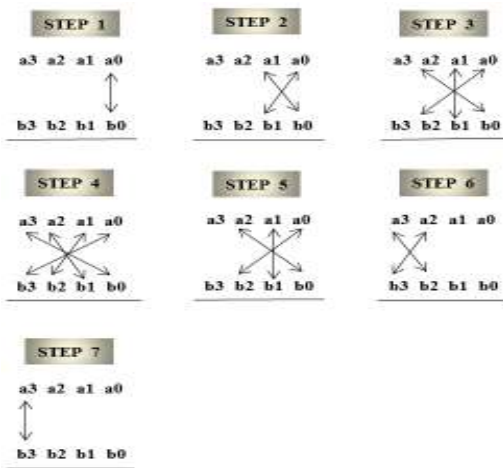 STEP 1
a3 a2 a1 a0
b3 b2 b1 b0
STEP 2
a3 a2 a1 a0
b3 b2 b1 b0
STEP 3
a3 a2 a1 a0
b3 b2 b1 b0
STEP 4
a3 a2 a1 a0
b3 b2 b1 b0
STEP 5
a3 a2 a1 a0
b3 b2 b1 b0
STEP 6
a3 a2 a1 a0
b3 b2 b1 b0
STEP 7
a3 a2 a1 a0
b3 b2 b1 b0